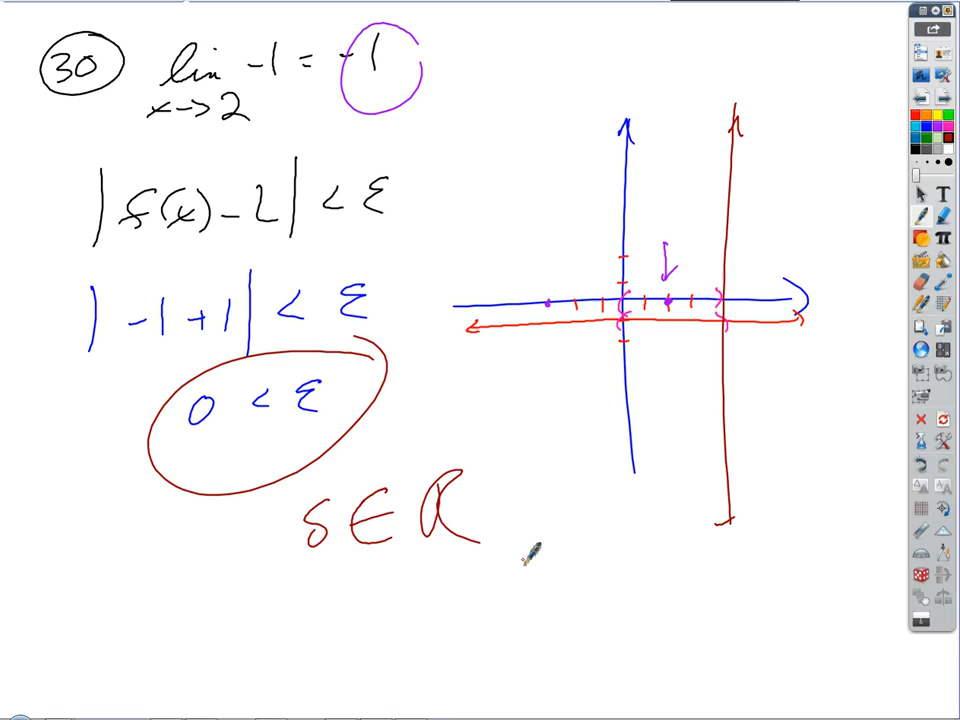 30 lim -1 = -1
x→2
|f(x) - L| < ε
|-1 + 1| < ε
0 < ε
δ ∈ ℝ